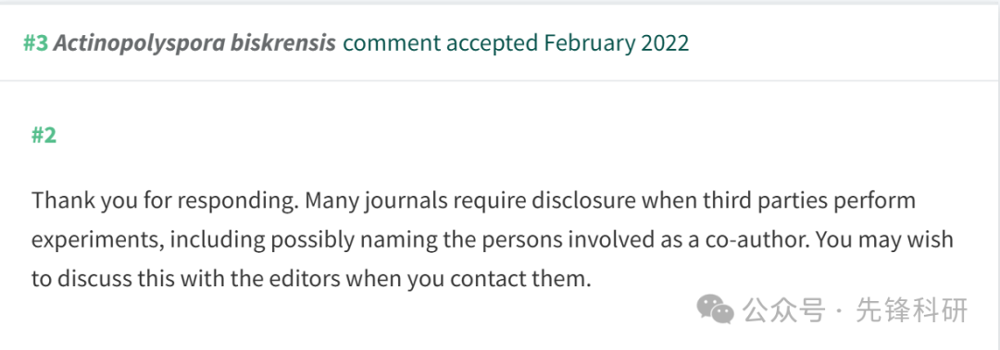 #3 Actinopolyspora biskrensis comment accepted February 2022
#2
Thank you for responding. Many journals require disclosure when third parties perform
experiments, including possibly naming the persons involved as a co-author. You may wish
to discuss this with the editors when you contact them.
公众号 · 先锋科研